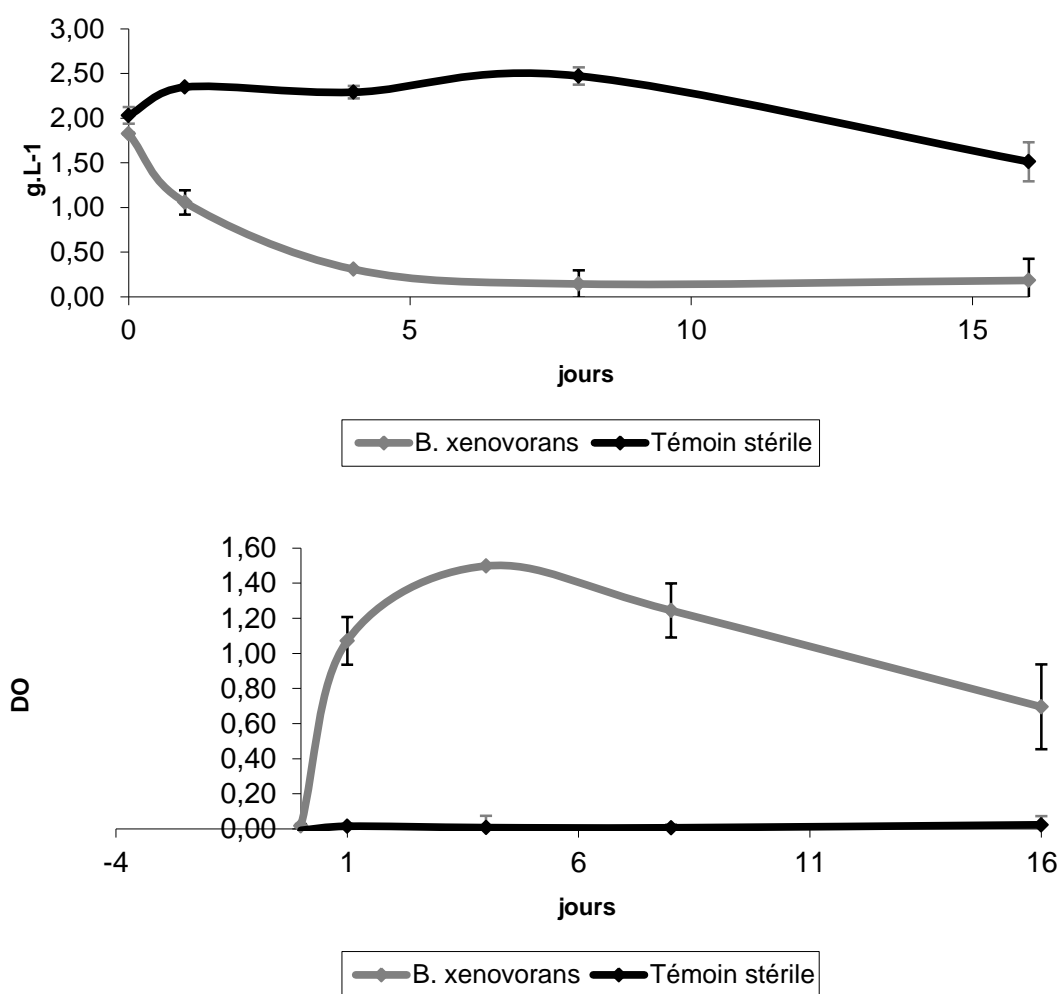 3,00
2,50
2,00
1,50
1,00
0,50
0,00
g.L-1
0 5 10 15
jours
B. xenovorans Témoin stérile
1,60
1,40
1,20
1,00
0,80
0,60
0,40
0,20
0,00
DO
-4 1 6 11 16
jours
B. xenovorans Témoin stérile